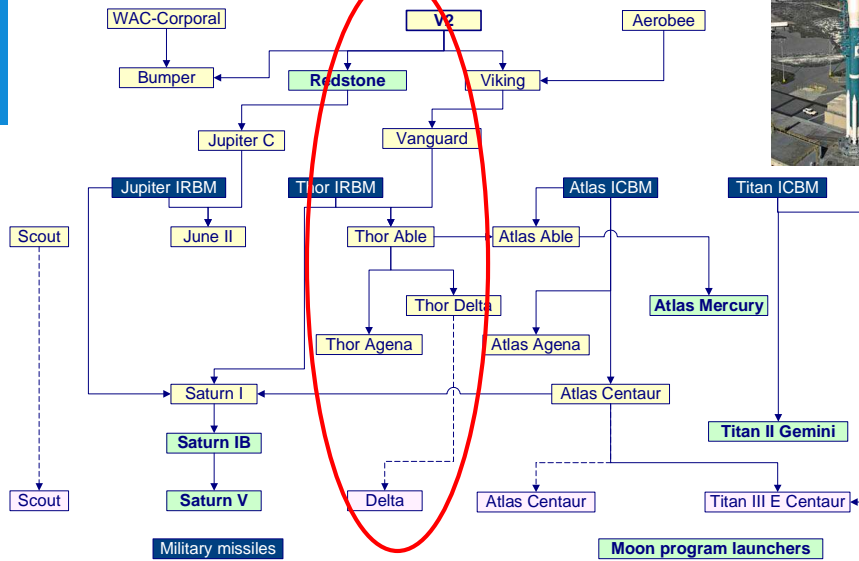 WAC-Corporal
V2
Aerobee
Bumper
Redstone
Viking
Jupiter C
Vanguard
Jupiter IRBM
Thor IRBM
Atlas ICBM
Titan ICBM
Scout
June II
Thor Able
Atlas Able
Thor Delta
Atlas Mercury
Thor Agena
Atlas Agena
Saturn I
Atlas Centaur
Titan II Gemini
Saturn IB
Scout
Saturn V
Delta
Atlas Centaur
Titan III E Centaur
Military missiles
Moon program launchers